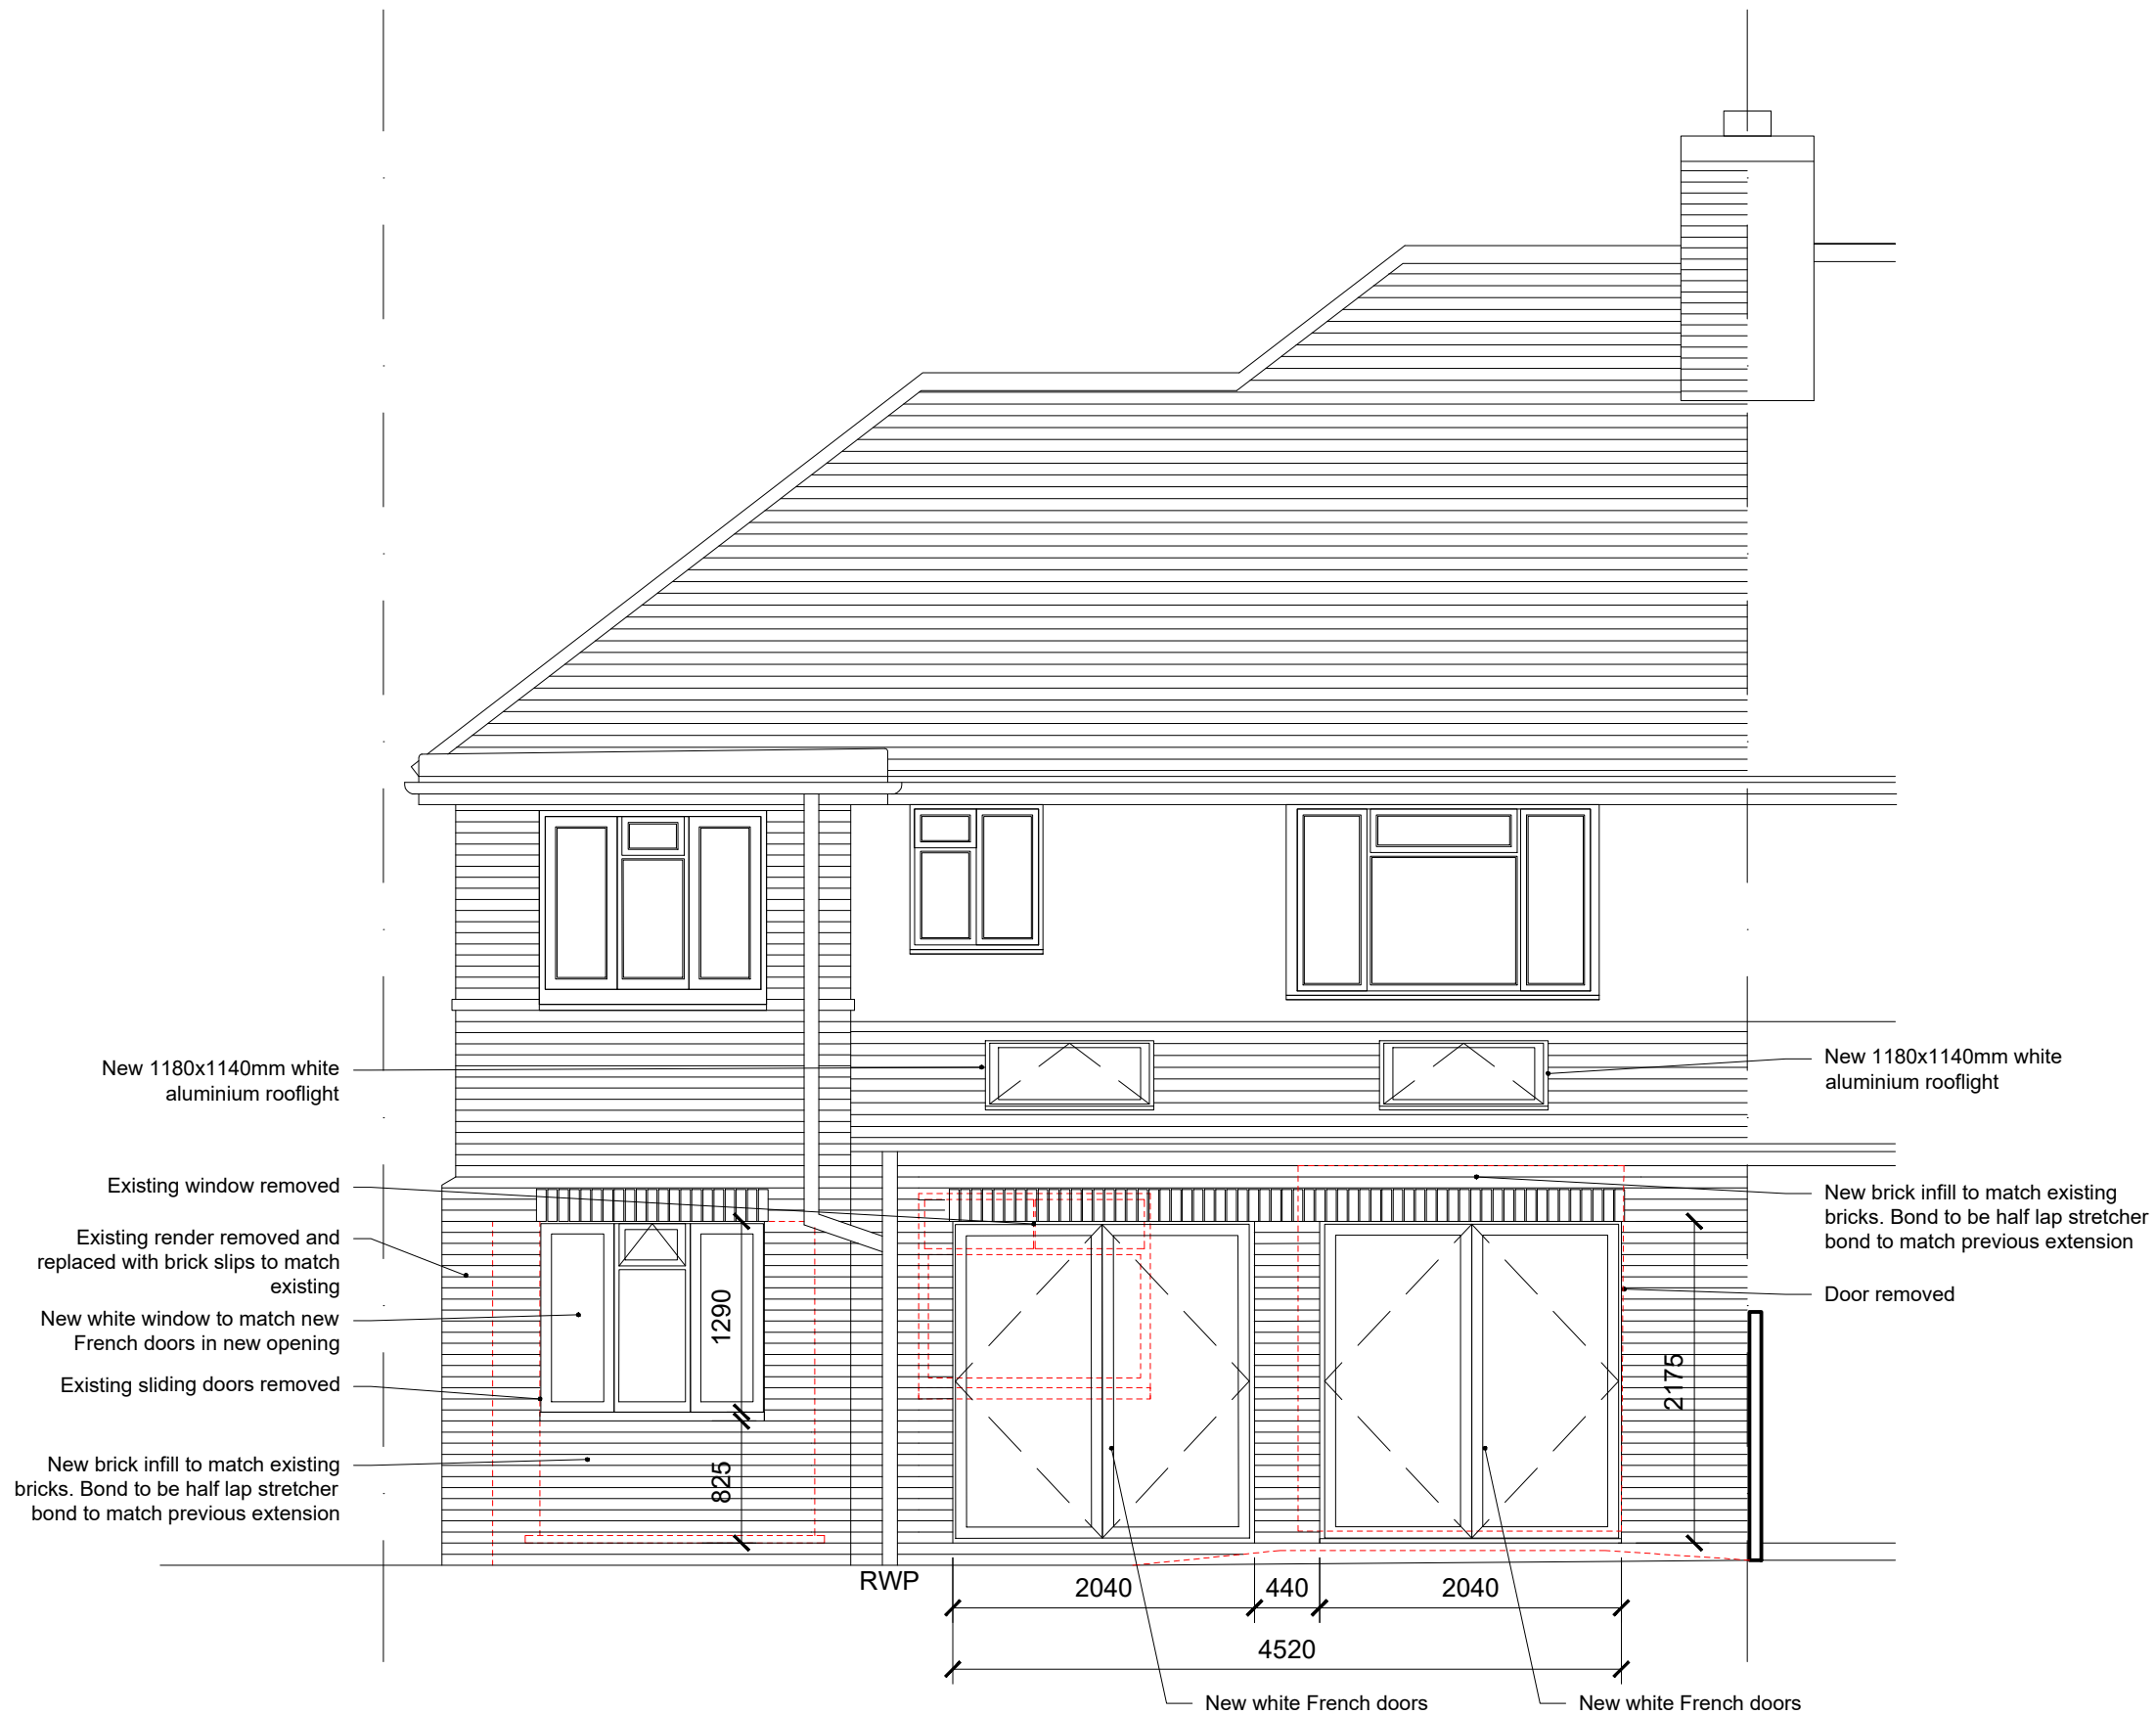 New 1180x1140mm white
aluminium rooflight
Existing window removed
Existing render removed and
replaced with brick slips to match
existing
New white window to match new
French doors in new opening
Existing sliding doors removed
New brick infill to match existing
bricks. Bond to be half lap stretcher
bond to match previous extension
1290
825
New 1180x1140mm white
aluminium rooflight
New brick infill to match existing
bricks. Bond to be half lap stretcher
bond to match previous extension
Door removed
2175
RWP
2040 440 2040
4520
New white French doors
New white French doors